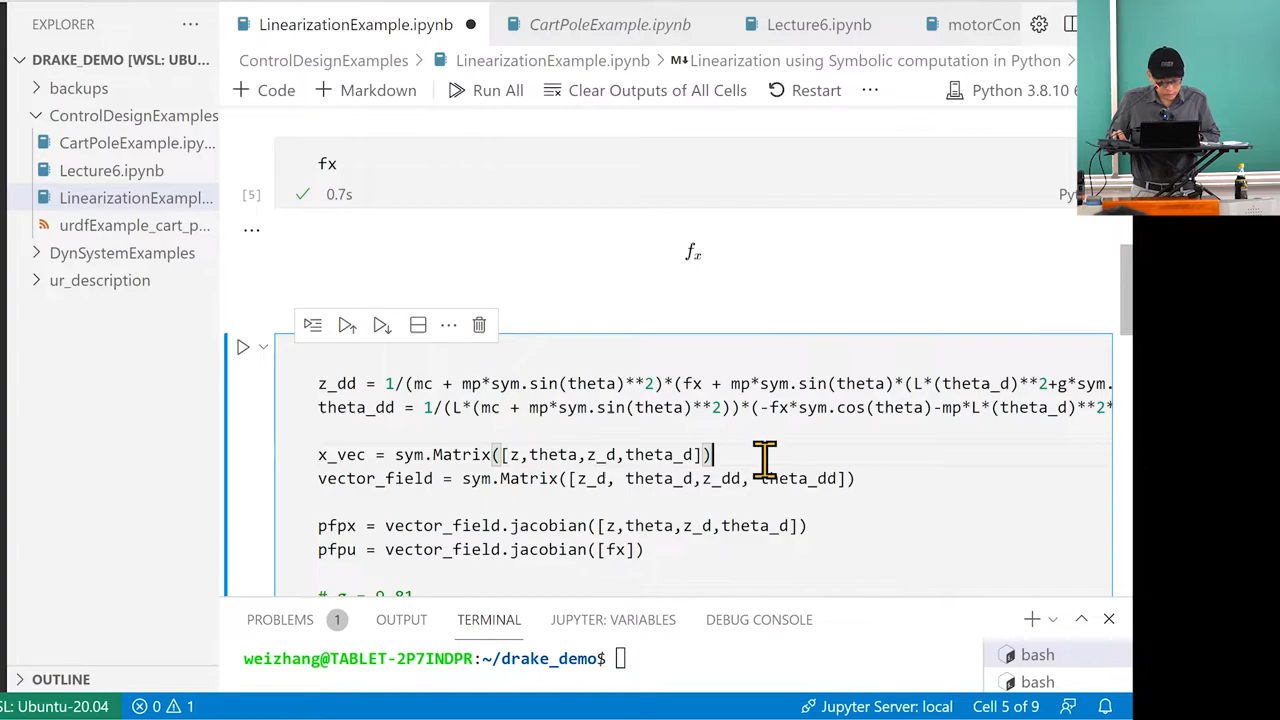 EXPLORER
LinearizationExample.ipynb
CartPoleExample.ipynb
Lecture6.ipynb
motorCon
DRAKE_DEMO [WSL: UBU...
ControlDesignExamples > LinearizationExample.ipynb > M↓Linearization using Symbolic computation in Python >
backups
Code
Markdown
Run All
Clear Outputs of All Cells
Restart
...
Python 3.8.10 6
ControlDesignExamples
CartPoleExample.ipy...
Lecture6.ipynb
LinearizationExampl...
urdfExample_cart_p...
DynSystemExamples
ur_description
fx
[5]
0.7s
Py
...
fx
z_dd = 1/(mc + mp*sym.sin(theta)**2)*(fx + mp*sym.sin(theta)*(L*(theta_d)**2+g*sym.
theta_dd = 1/(L*(mc + mp*sym.sin(theta)**2))*(-fx*sym.cos(theta)-mp*L*(theta_d)**2*
x_vec = sym.Matrix([z,theta,z_d,theta_d])
vector_field = sym.Matrix([z_d, theta_d,z_dd, theta_dd])
pfpx = vector_field.jacobian([z,theta,z_d,theta_d])
pfpu = vector_field.jacobian([fx])
# g = 9.81
PROBLEMS 1
OUTPUT
TERMINAL
JUPYTER: VARIABLES
DEBUG CONSOLE
weizhang@TABLET-2P7INDPR:~/drake_demo$
bash
bash
OUTLINE
SL: Ubuntu-20.04
0
1
Jupyter Server: local
Cell 5 of 9